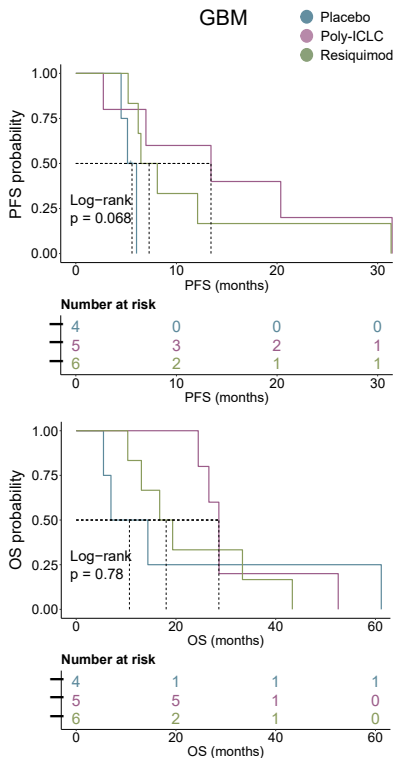 GBM
Placebo
Poly-ICLC
Resiquimod
PFS probability
1.00
0.75
0.50
0.25
0.00
Log-rank
p = 0.068
0 10 20 30
PFS (months)
Number at risk
4 0 0 0
5 3 2 1
6 2 1 1
0 10 20 30
PFS (months)
OS probability
1.00
0.75
0.50
0.25
0.00
Log-rank
p = 0.78
0 20 40 60
OS (months)
Number at risk
4 1 1 1
5 5 1 0
6 2 1 0
0 20 40 60
OS (months)